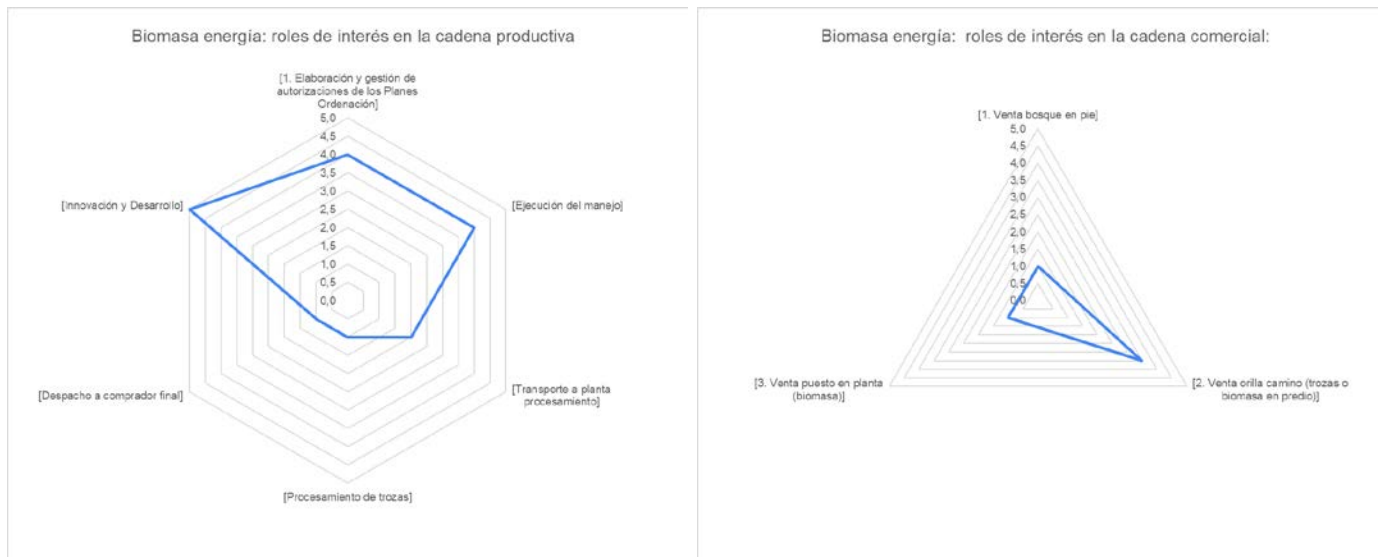 Biomasa energía: roles de interés en la cadena productiva
[1. Elaboración y gestión de
autorizaciones de los Planes
Ordenación]
5,0
4,5
4,0
3,5
3,0
2,5
2,0
1,5
1,0
0,5
0,0
[Innovación y Desarrollo]
[Ejecución del manejo]
[Despacho a comprador final]
[Transporte a planta
procesamiento]
[Procesamiento de trozas]
Biomasa energía: roles de interés en la cadena comercial:
[1. Venta bosque en pie]
5,0
4,5
4,0
3,5
3,0
2,5
2,0
1,5
1,0
0,5
0,0
[3. Venta puesto en planta
(biomasa)]
[2. Venta orilla camino (trozas o
biomasa en predio)]